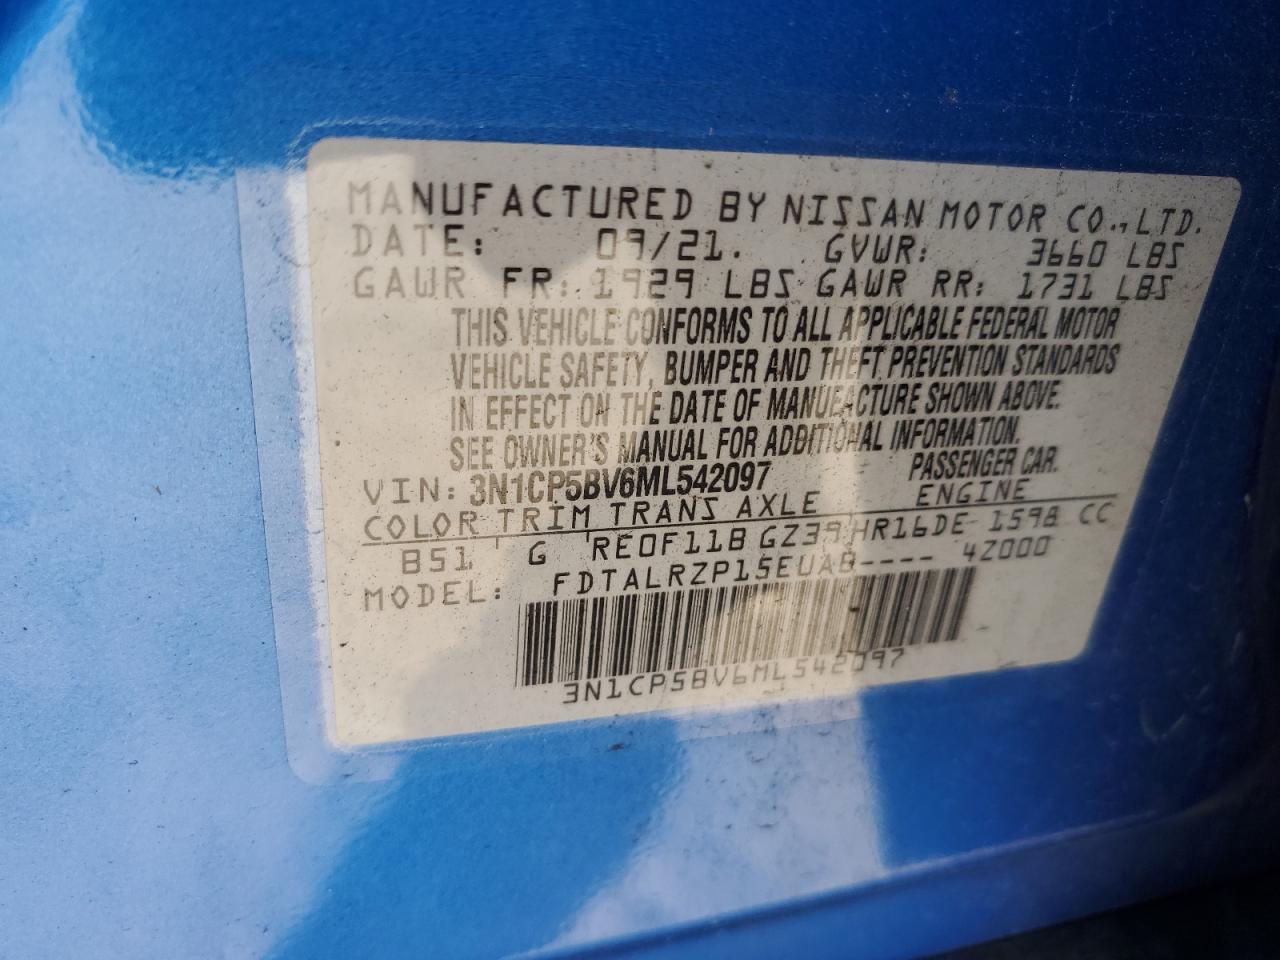 MANUFACTURED BY NISSAN MOTOR CO., LTD.
DATE: 09/21. GVWR: 3660 LBS
GAWR FR: 1929 LBS GAWR RR: 1731 LBS
THIS VEHICLE CONFORMS TO ALL APPLICABLE FEDERAL MOTOR
VEHICLE SAFETY, BUMPER AND THEFT PREVENTION STANDARDS
IN EFFECT ON THE DATE OF MANUFACTURE SHOWN ABOVE.
SEE OWNER'S MANUAL FOR ADDITIONAL INFORMATION.
VIN: 3N1CP5BV6ML542097 PASSENGER CAR.
COLOR TRIM TRANS AXLE ENGINE
B51 G RE0F11B GZ39 HR16DE 1598 CC
MODEL: FDTALRZP15EUAB---- 4Z000
3N1CP5BV6ML542097